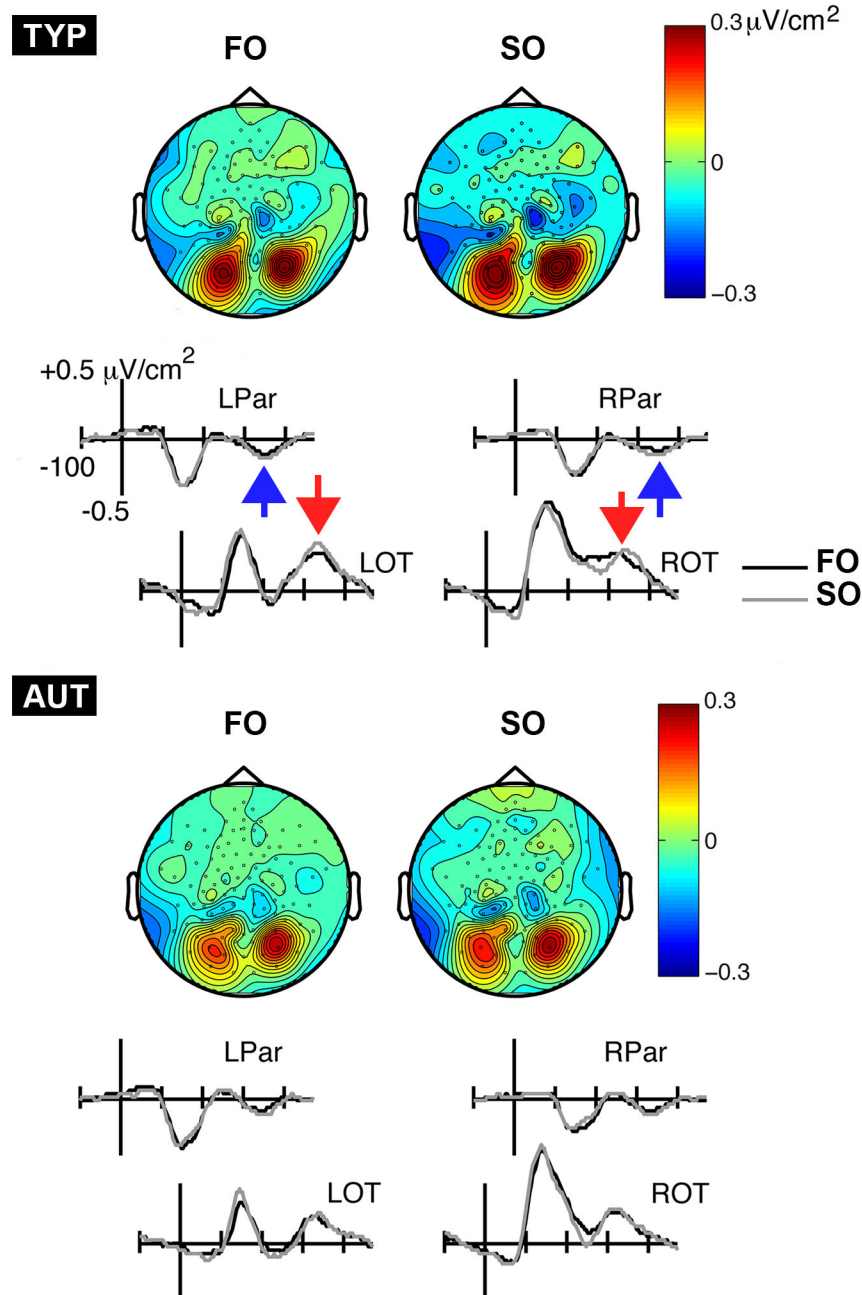 TYP
FO
SO
0.3 μV/cm2
0
−0.3
+0.5 μV/cm2
LPar
RPar
-100
-0.5
LOT
ROT
FO
SO
AUT
FO
SO
0.3
0
−0.3
LPar
RPar
LOT
ROT